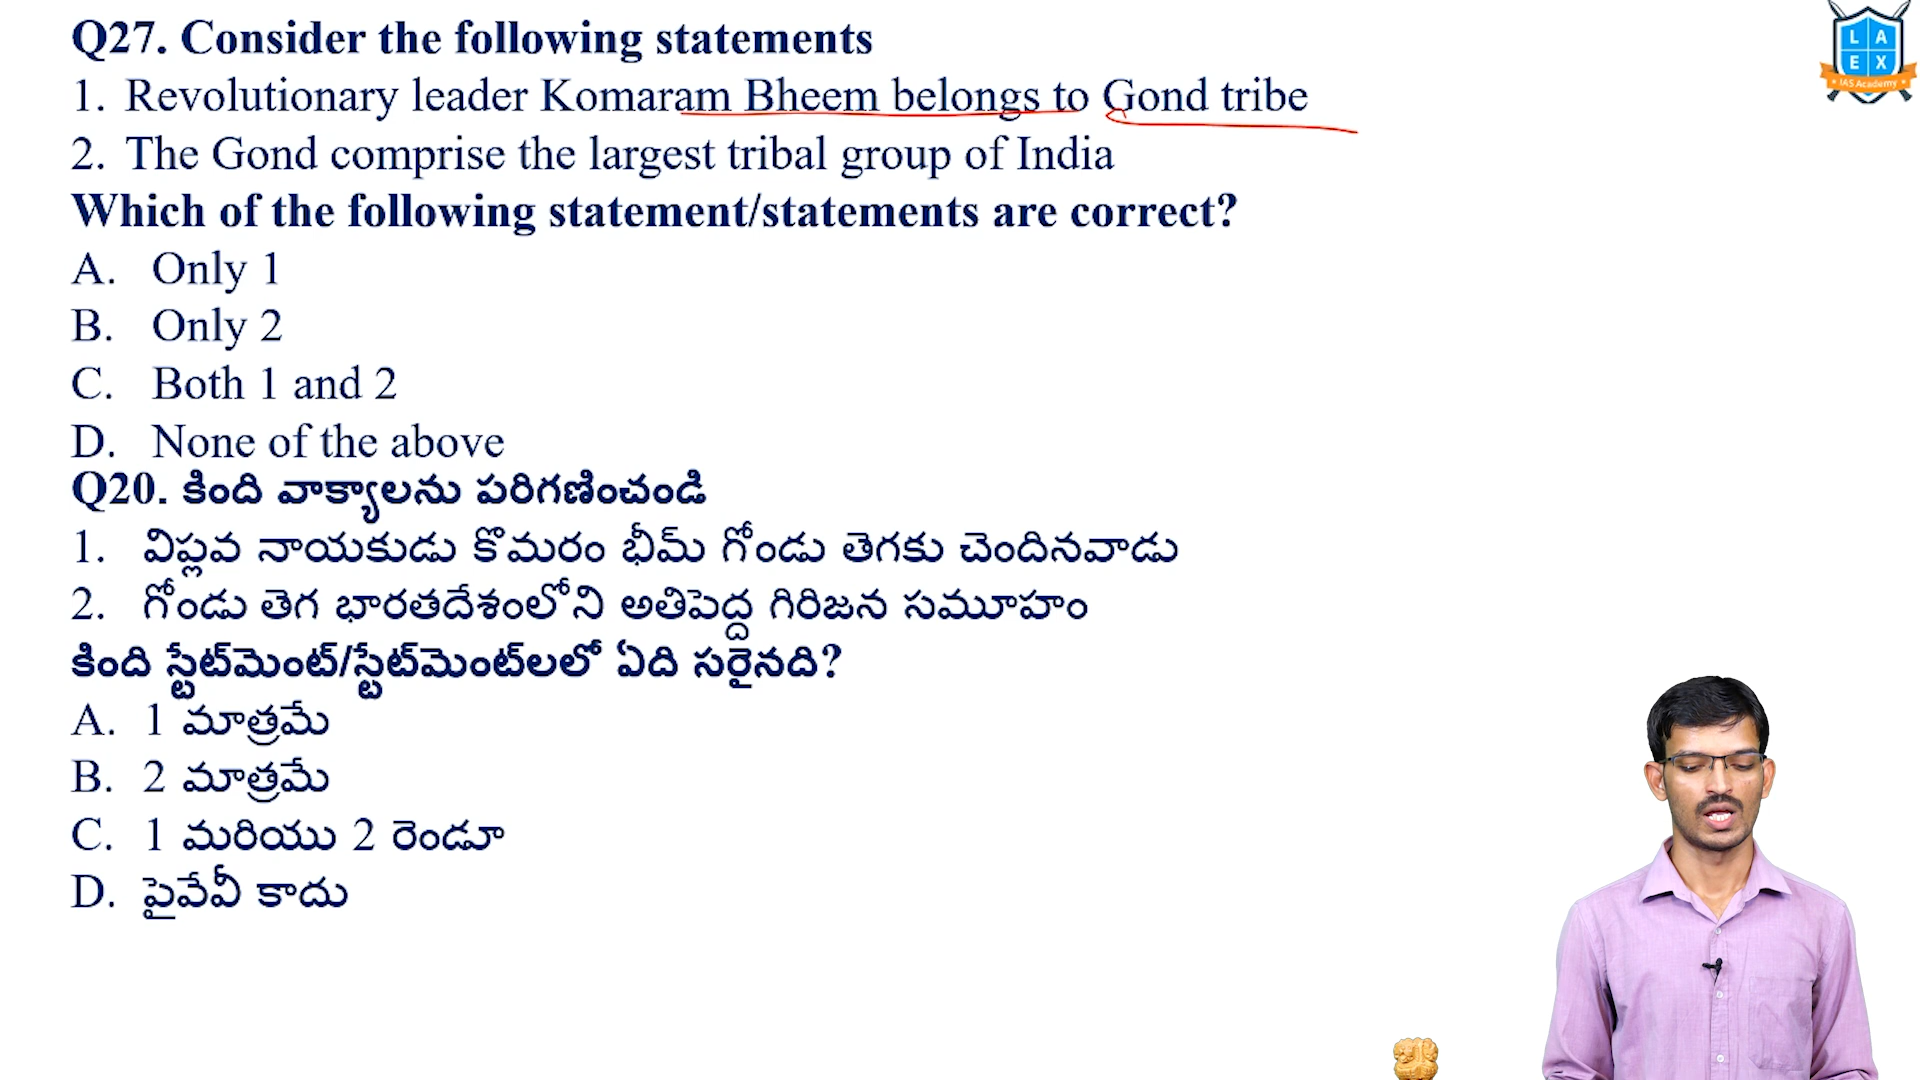 Q27. Consider the following statements
1. Revolutionary leader Komaram Bheem belongs to Gond tribe
2. The Gond comprise the largest tribal group of India
Which of the following statement/statements are correct?
A. Only 1
B. Only 2
C. Both 1 and 2
D. None of the above
Q20. కింది వాక్యాలను పరిగణించండి
1. విప్లవ నాయకుడు కొమరం భీమ్ గోండు తెగకు చెందినవాడు
2. గోండు తెగ భారతదేశంలోని అతిపెద్ద గిరిజన సమూహం
కింది స్టేట్‌మెంట్/స్టేట్‌మెంట్‌లలో ఏది సరైనది?
A. 1 మాత్రమే
B. 2 మాత్రమే
C. 1 మరియు 2 రెండూ
D. పైవేవీ కాదు
L A
E X
IAS Academy